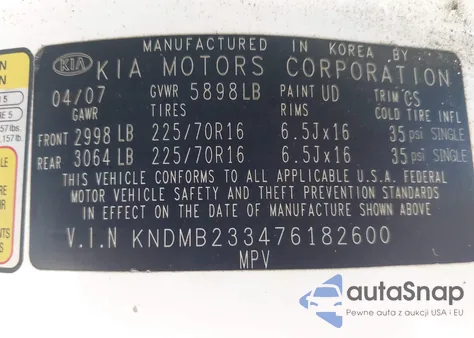 MANUFACTURED IN KOREA BY
KIA KIA MOTORS CORPORATION
04/07 GVWR 5898LB PAINT UD TRIM CS
GAWR TIRES RIMS COLD TIRE INFL
FRONT 2998 LB 225/70R16 6.5Jx16 35 psi SINGLE
REAR 3064 LB 225/70R16 6.5Jx16 35 psi SINGLE
THIS VEHICLE CONFORMS TO ALL APPLICABLE U.S.A. FEDERAL
MOTOR VEHICLE SAFETY AND THEFT PREVENTION STANDARDS
IN EFFECT ON THE DATE OF MANUFACTURE SHOWN ABOVE.
V.I.N KNDMB233476182600
MPV
autoSnap
Pewne auta z aukcji USA i EU